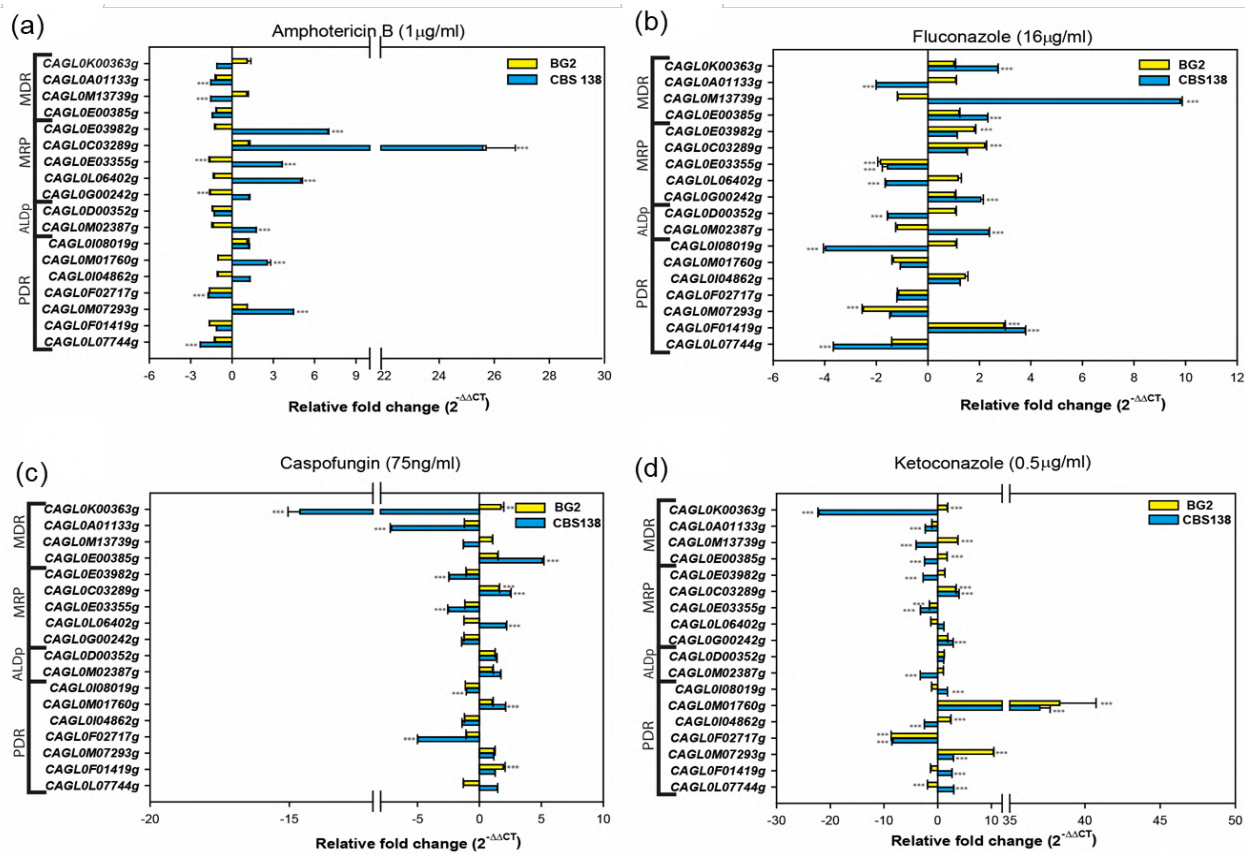 (a)
Amphotericin B (1µg/ml)
BG2
CBS 138
MDR
CAGL0K00363g
CAGL0A01133g
CAGL0M13739g
CAGL0E00385g
MRP
CAGL0E03982g
CAGL0C03289g
CAGL0E03355g
CAGL0L06402g
CAGL0G00242g
ALDp
CAGL0D00352g
CAGL0M02387g
PDR
CAGL0I08019g
CAGL0M01760g
CAGL0I04862g
CAGL0F02717g
CAGL0M07293g
CAGL0F01419g
CAGL0L07744g
-6 -3 0 3 6 9 22 24 26 28 30
Relative fold change (2^-ΔΔCT)
(b)
Fluconazole (16µg/ml)
BG2
CBS138
MDR
CAGL0K00363g
CAGL0A01133g
CAGL0M13739g
CAGL0E00385g
MRP
CAGL0E03982g
CAGL0C03289g
CAGL0E03355g
CAGL0L06402g
CAGL0G00242g
ALDp
CAGL0D00352g
CAGL0M02387g
PDR
CAGL0I08019g
CAGL0M01760g
CAGL0I04862g
CAGL0F02717g
CAGL0M07293g
CAGL0F01419g
CAGL0L07744g
-6 -4 -2 0 2 4 6 8 10 12
Relative fold change (2^-ΔΔCT)
(c)
Caspofungin (75ng/ml)
BG2
CBS138
MDR
CAGL0K00363g
CAGL0A01133g
CAGL0M13739g
CAGL0E00385g
MRP
CAGL0E03982g
CAGL0C03289g
CAGL0E03355g
CAGL0L06402g
CAGL0G00242g
ALDp
CAGL0D00352g
CAGL0M02387g
PDR
CAGL0I08019g
CAGL0M01760g
CAGL0I04862g
CAGL0F02717g
CAGL0M07293g
CAGL0F01419g
CAGL0L07744g
-20 -15 -5 0 5 10
Relative fold change (2^-ΔΔCT)
(d)
Ketoconazole (0.5µg/ml)
BG2
CBS138
MDR
CAGL0K00363g
CAGL0A01133g
CAGL0M13739g
CAGL0E00385g
MRP
CAGL0E03982g
CAGL0C03289g
CAGL0E03355g
CAGL0L06402g
CAGL0G00242g
ALDp
CAGL0D00352g
CAGL0M02387g
PDR
CAGL0I08019g
CAGL0M01760g
CAGL0I04862g
CAGL0F02717g
CAGL0M07293g
CAGL0F01419g
CAGL0L07744g
-30 -20 -10 0 10 35 40 45 50
Relative fold change (2^-ΔΔCT)